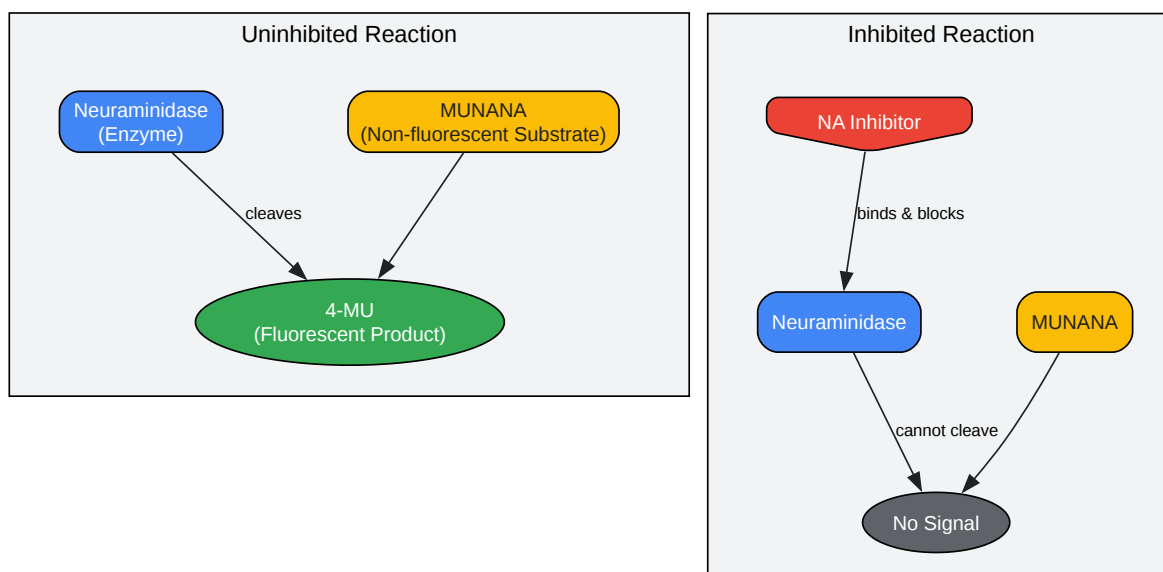 Uninhibited Reaction
Neuraminidase
(Enzyme)
MUNANA
(Non-fluorescent Substrate)
cleaves
4-MU
(Fluorescent Product)
Inhibited Reaction
NA Inhibitor
binds & blocks
Neuraminidase
MUNANA
cannot cleave
No Signal